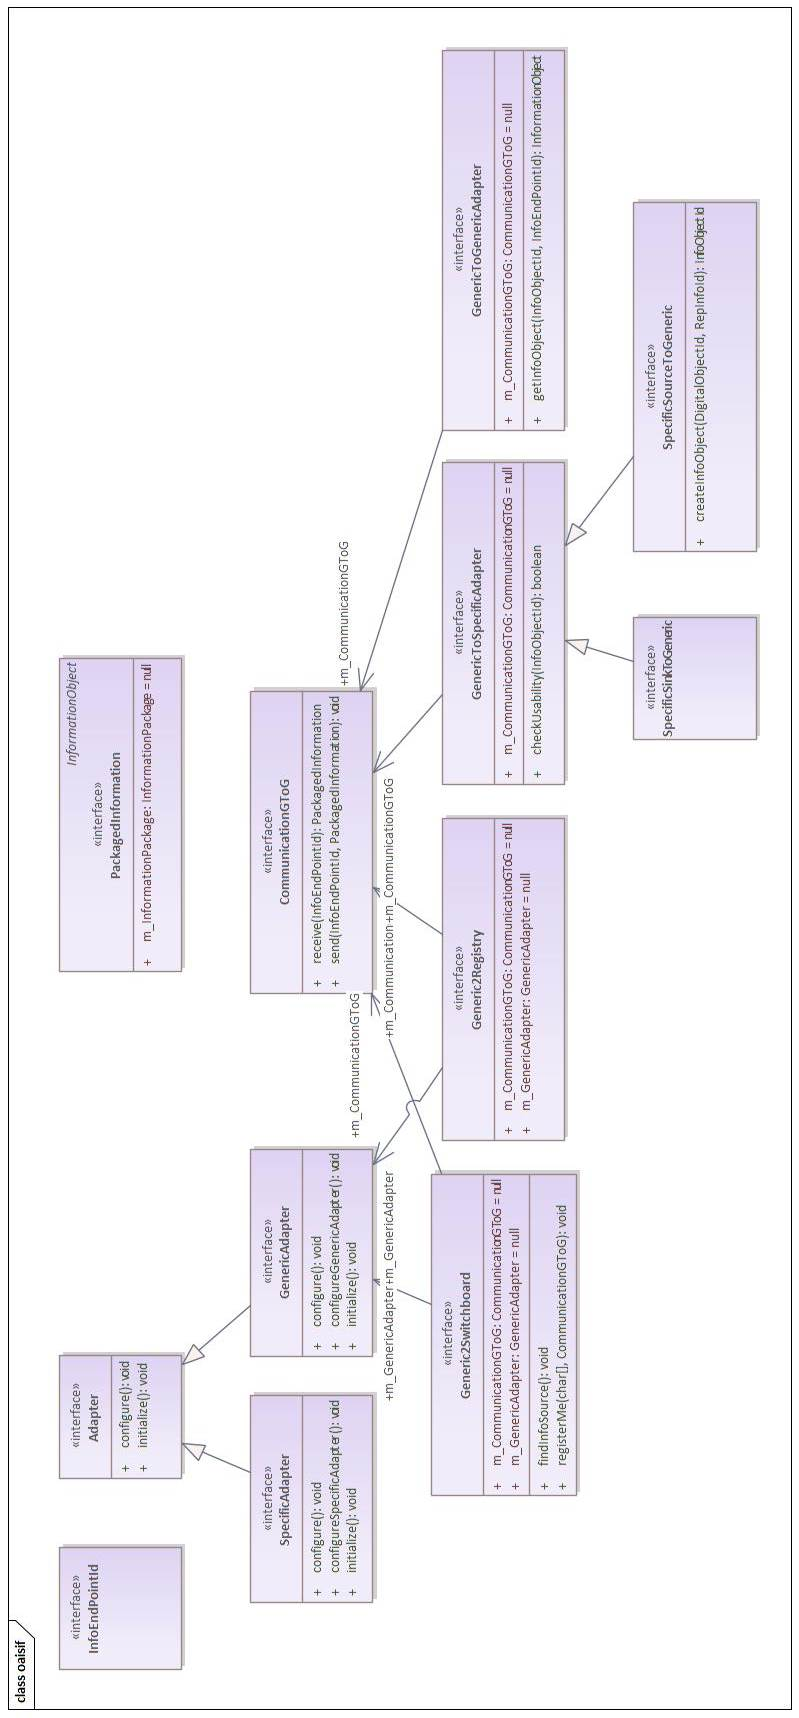 class oaisif
«interface»
InfoEndPointId
«interface»
Adapter
+ configure(): void
+ initialize(): void
InformationObject
«interface»
PackagedInformation
+ m_InformationPackage: InformationPackage = null
«interface»
SpecificAdapter
+ configure(): void
+ configureSpecificAdapter(): void
+ initialize(): void
«interface»
GenericAdapter
+ configure(): void
+ configureGenericAdapter(): void
+ initialize(): void
«interface»
CommunicationGToG
+ receive(InfoEndPointId): PackagedInformation
+ send(InfoEndPointId, PackagedInformation): void
+m_CommunicationGToG
+m_CommunicationGToG
+m_GenericAdapter+m_GenericAdapter
+m_Communication+m_CommunicationGToG
«interface»
Generic2Switchboard
+ m_CommunicationGToG: CommunicationGToG = null
+ m_GenericAdapter: GenericAdapter = null
+ findInfoSource(): void
+ registerMe(char[], CommunicationGToG): void
«interface»
Generic2Registry
+ m_CommunicationGToG: CommunicationGToG = null
+ m_GenericAdapter: GenericAdapter = null
«interface»
GenericToSpecificAdapter
+ m_CommunicationGToG: CommunicationGToG = null
+ checkUsability(InfoObjectId): boolean
«interface»
GenericToGenericAdapter
+ m_CommunicationGToG: CommunicationGToG = null
+ getInfoObject(InfoObjectId, InfoEndPointId): InformationObject
«interface»
SpecificSinkToGeneric
«interface»
SpecificSourceToGeneric
+ createInfoObject(DigitalObjectId, RepInfoId): InfoObjectId